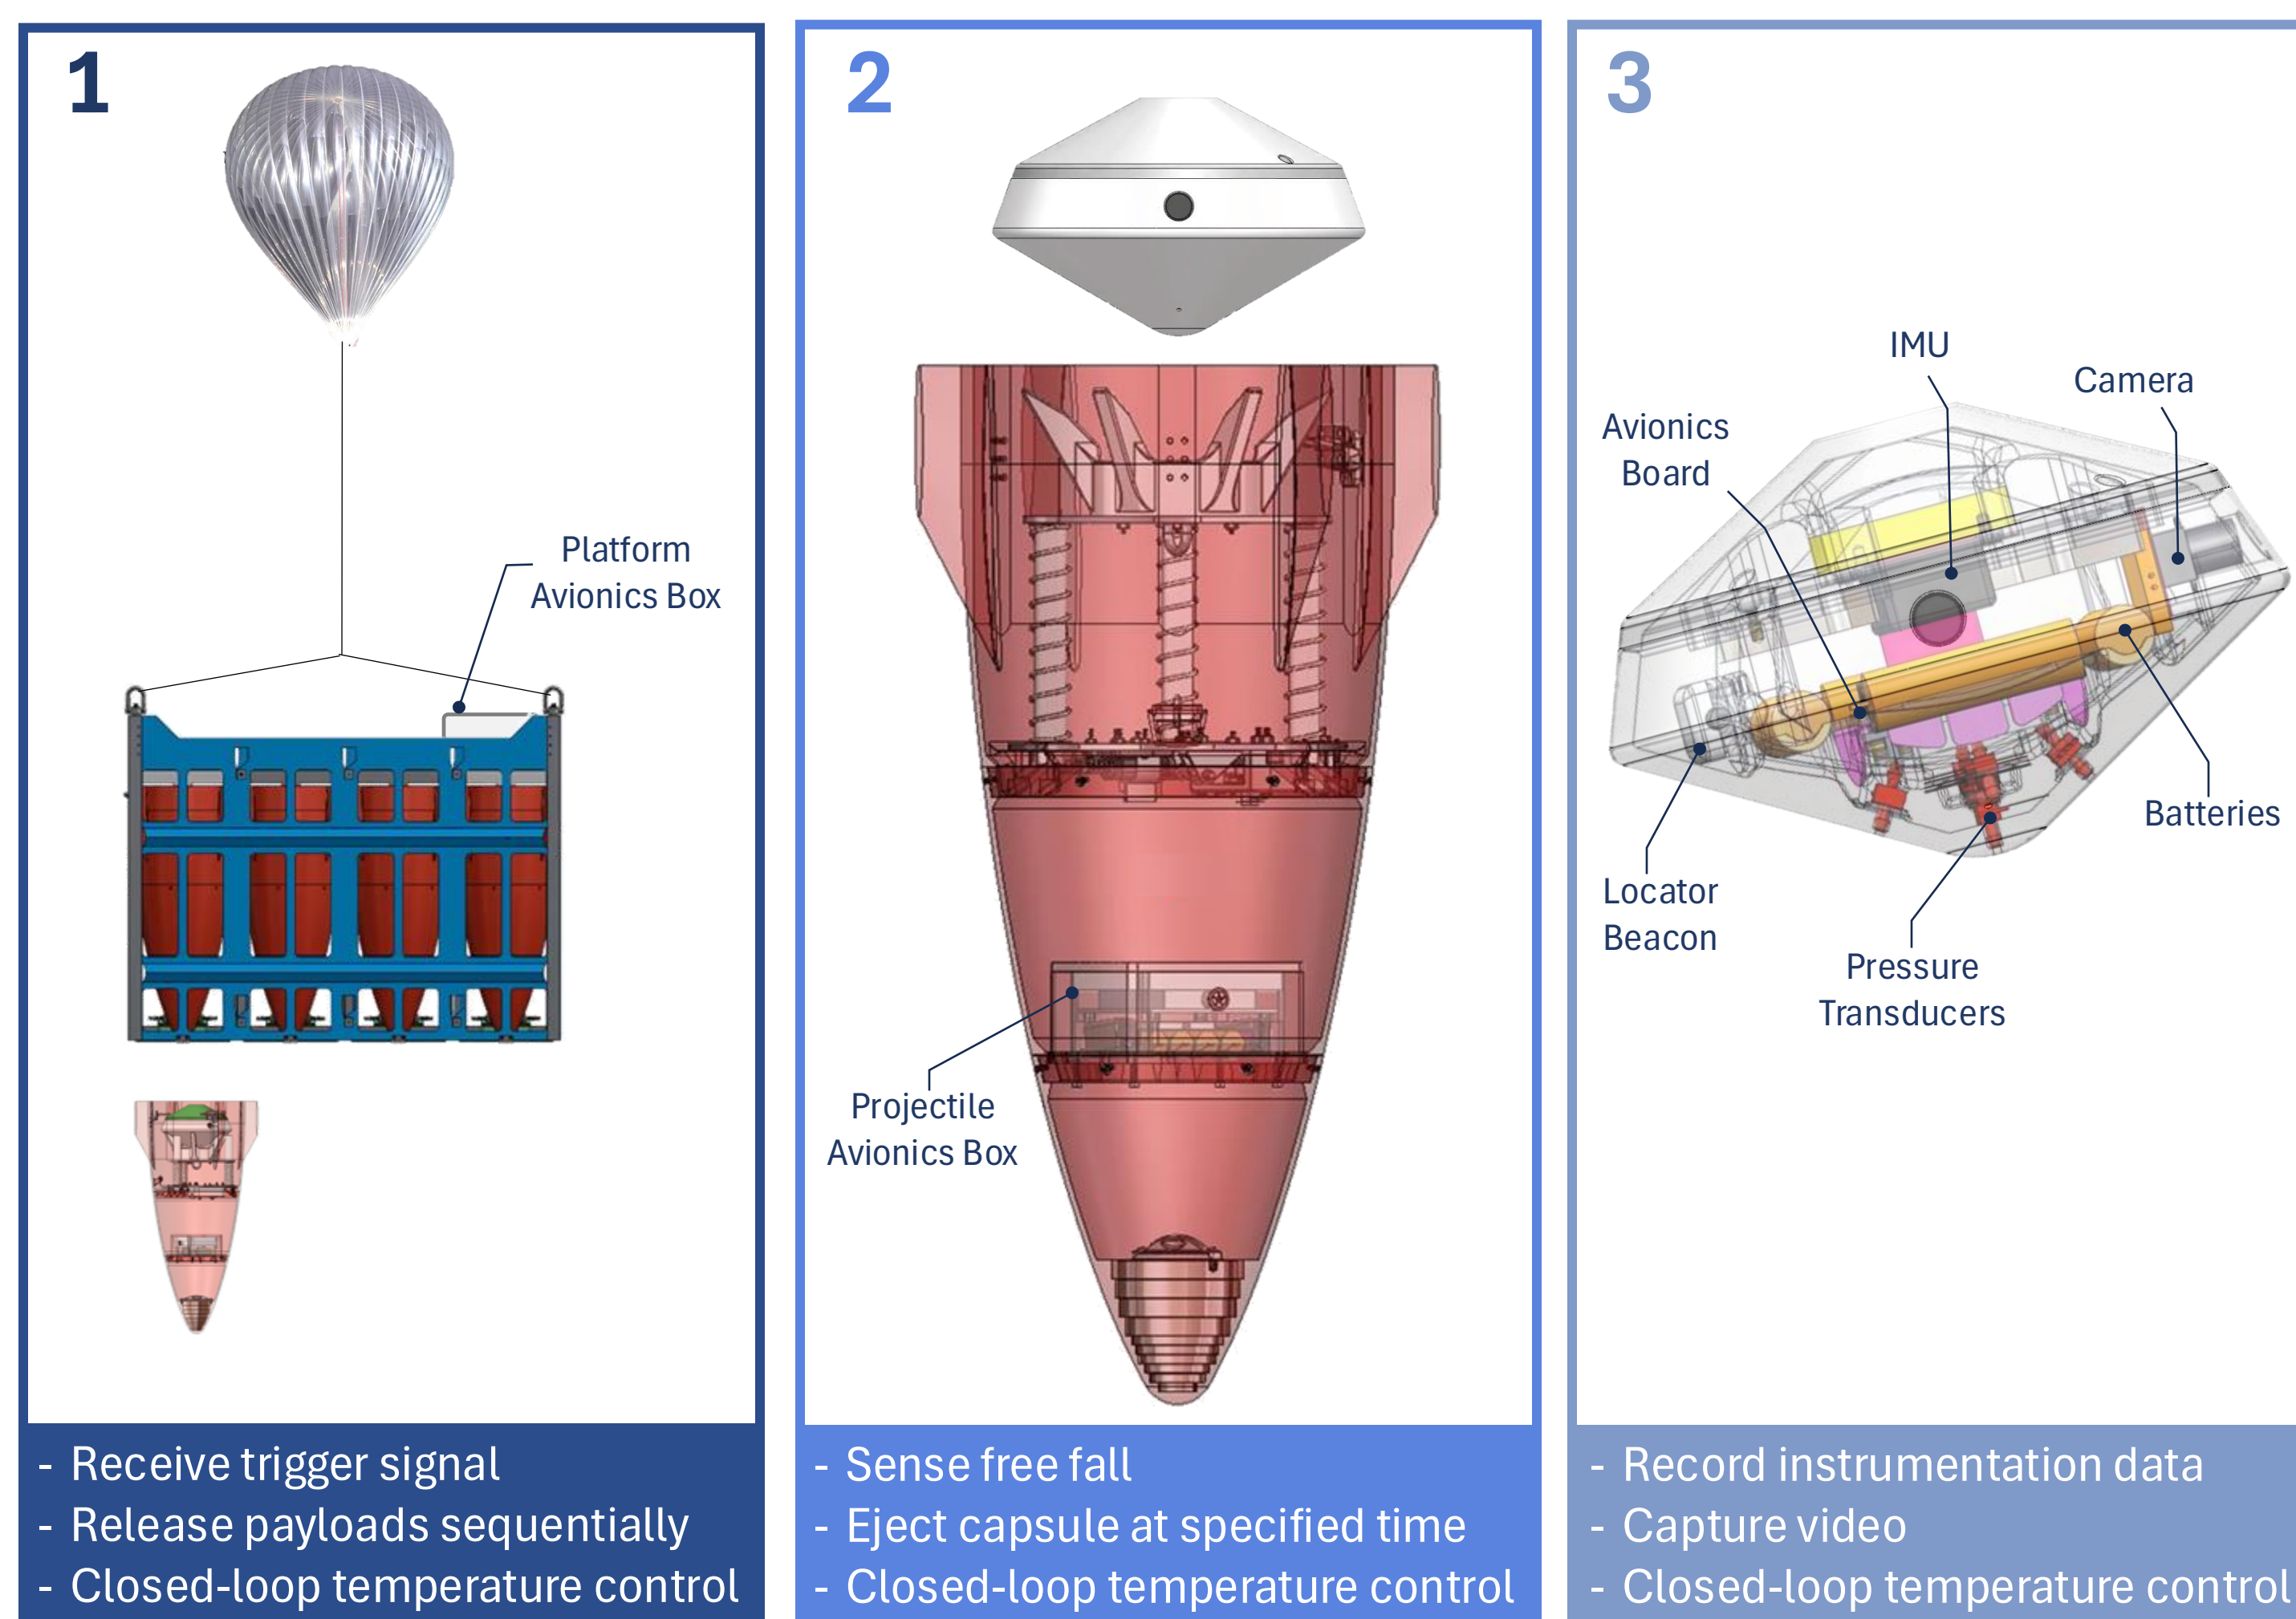 1
Platform
Avionics Box
- Receive trigger signal
- Release payloads sequentially
- Closed-loop temperature control
2
Projectile
Avionics Box
- Sense free fall
- Eject capsule at specified time
- Closed-loop temperature control
3
IMU
Camera
Avionics
Board
Batteries
Locator
Beacon
Pressure
Transducers
- Record instrumentation data
- Capture video
- Closed-loop temperature control